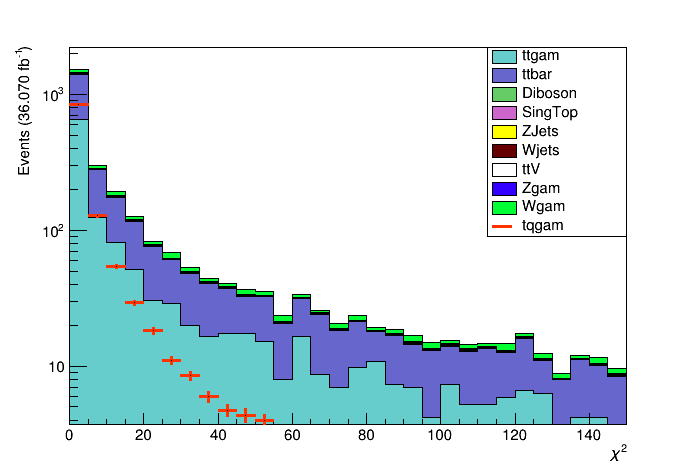 Events (36.070 fb⁻¹)
10³
10²
10
ttgam
ttbar
Diboson
SingTop
ZJets
Wjets
ttV
Zgam
Wgam
tqgam
0 20 40 60 80 100 120 140
χ²